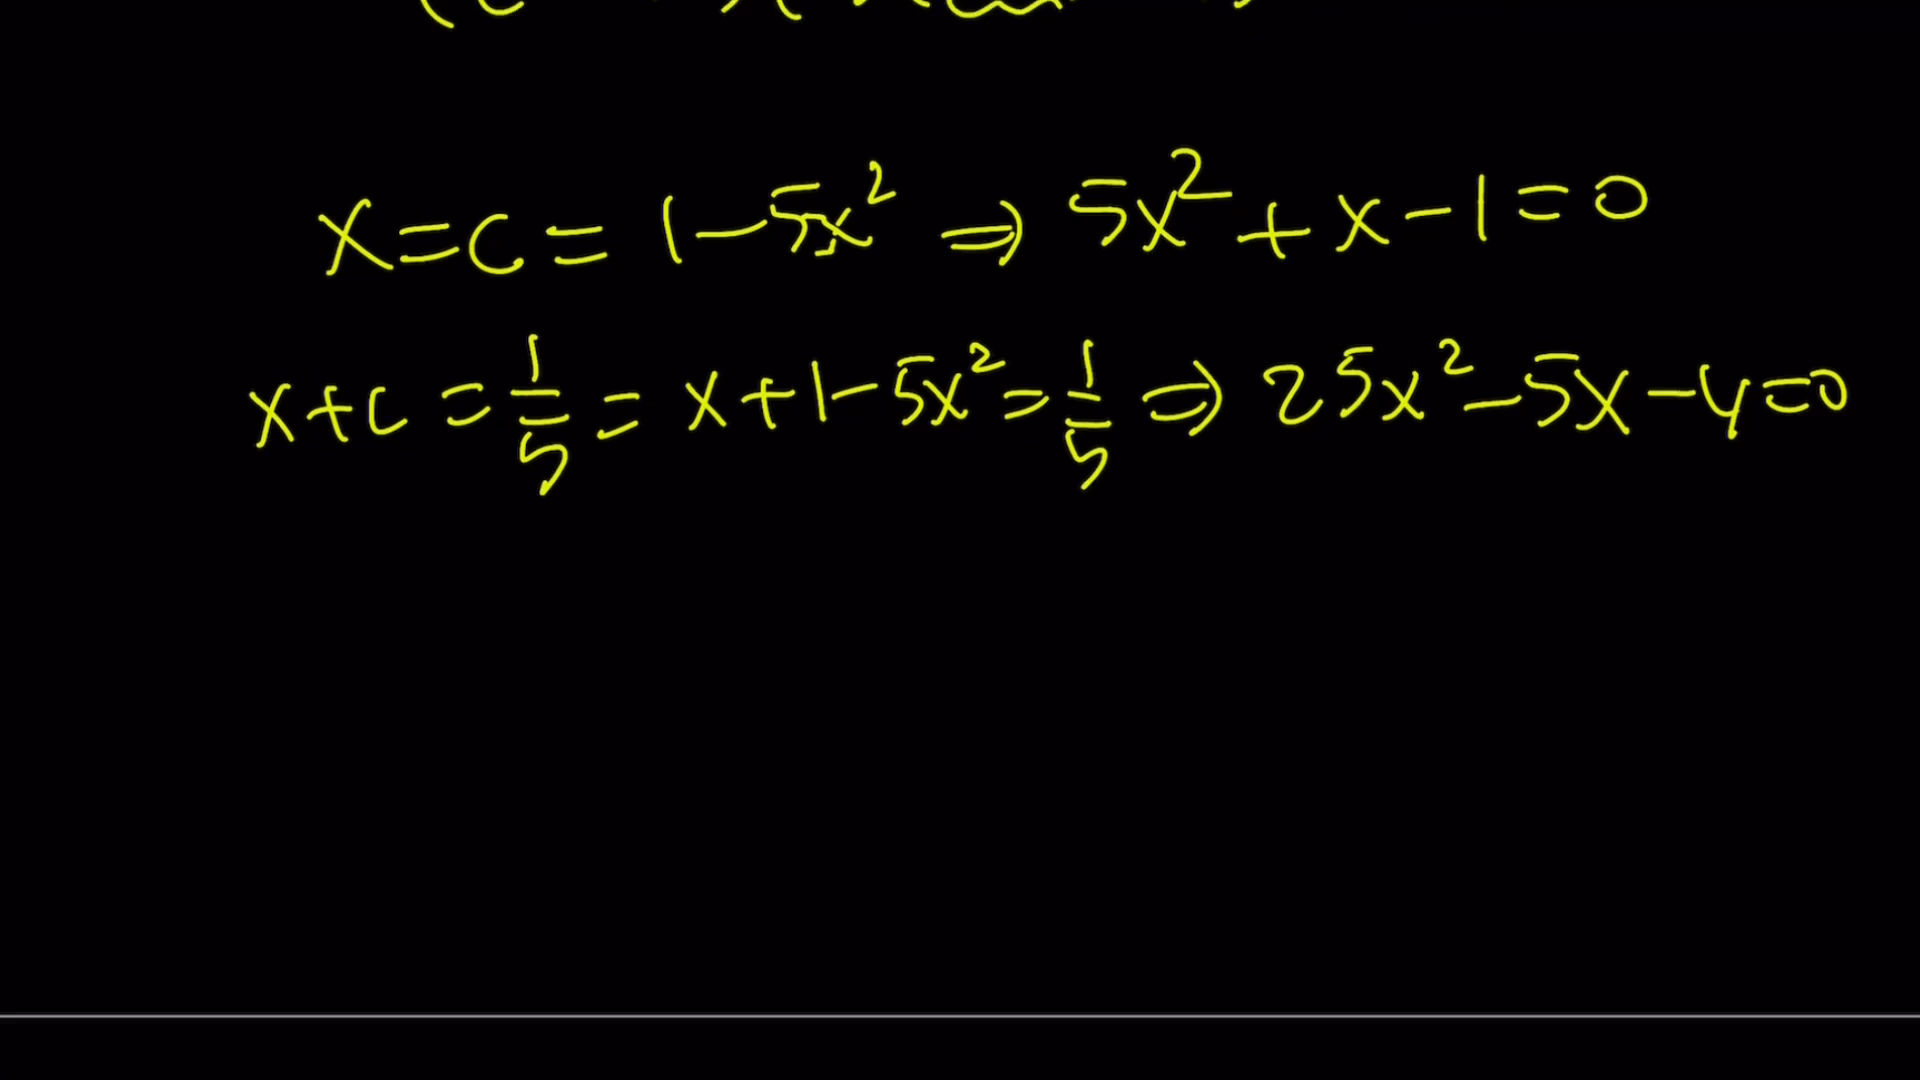 x=c=1-5x² ⇒ 5x²+x-1=0
x+c=1/5=x+1-5x²=1/5 ⇒ 25x²-5x-4=0